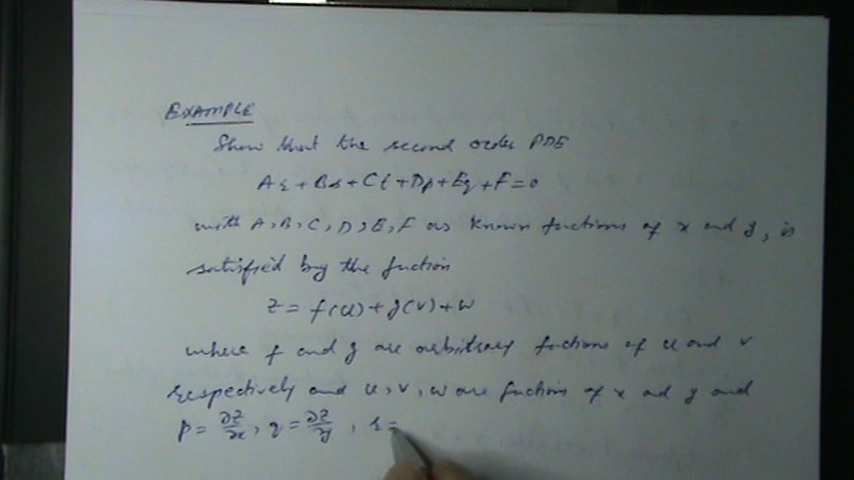 EXAMPLE
Show that the second order PDE
Ar + Bs + Ct + Dp + Eq + F = 0
with A, B, C, D, E, F as known functions of x and y, is
satisfied by the function
z = f(u) + g(v) + w
where f and g are arbitrary functions of u and v
respectively and u, v, w are functions of x and y and
p = ∂z/∂x, q = ∂z/∂y, r =